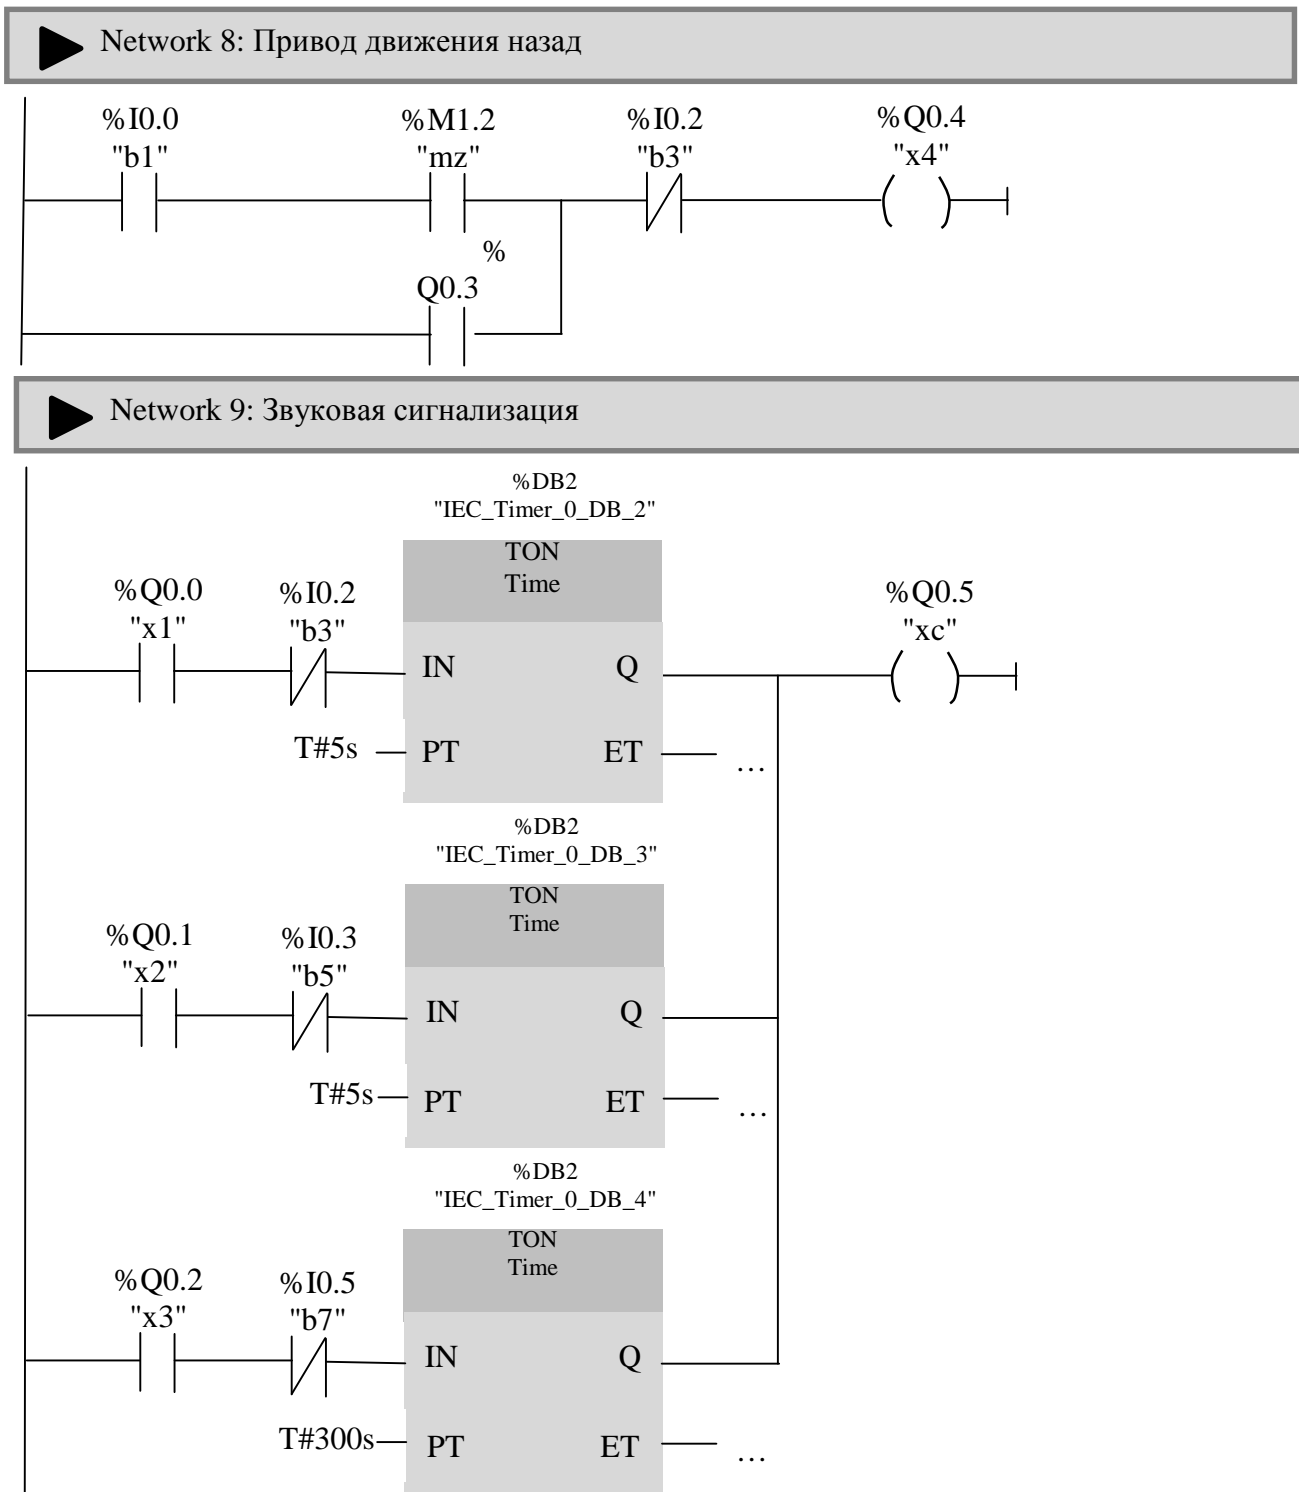 Network 8: Привод движения назад
%I0.0 %M1.2 %I0.2 %Q0.4
"b1" "mz" "b3" "x4"
%
Q0.3
Network 9: Звуковая сигнализация
%DB2
"IEC_Timer_0_DB_2"
TON
Time
%Q0.0 %I0.2 %Q0.5
"x1" "b3" "xc"
IN Q
T#5s PT ET ...
%DB2
"IEC_Timer_0_DB_3"
TON
Time
%Q0.1 %I0.3
"x2" "b5"
IN Q
T#5s PT ET ...
%DB2
"IEC_Timer_0_DB_4"
TON
Time
%Q0.2 %I0.5
"x3" "b7"
IN Q
T#300s PT ET ...